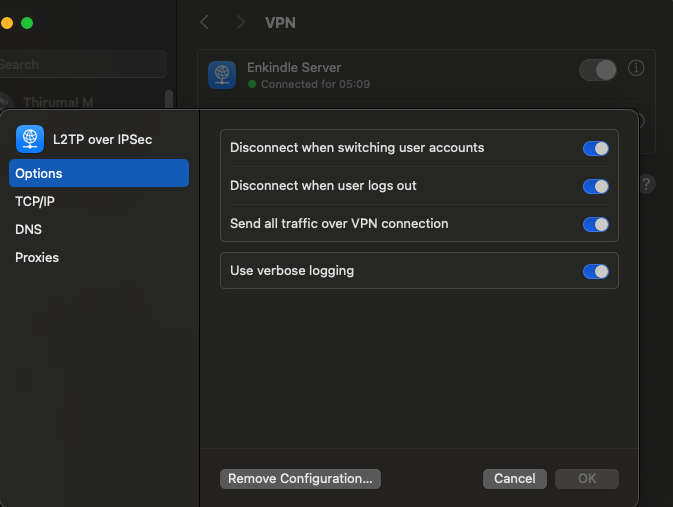 VPN
Search
Enkindle Server
Connected for 05:09
Thirumal M
L2TP over IPSec
Options
TCP/IP
DNS
Proxies
Disconnect when switching user accounts
Disconnect when user logs out
Send all traffic over VPN connection
Use verbose logging
Remove Configuration...
Cancel
OK
?